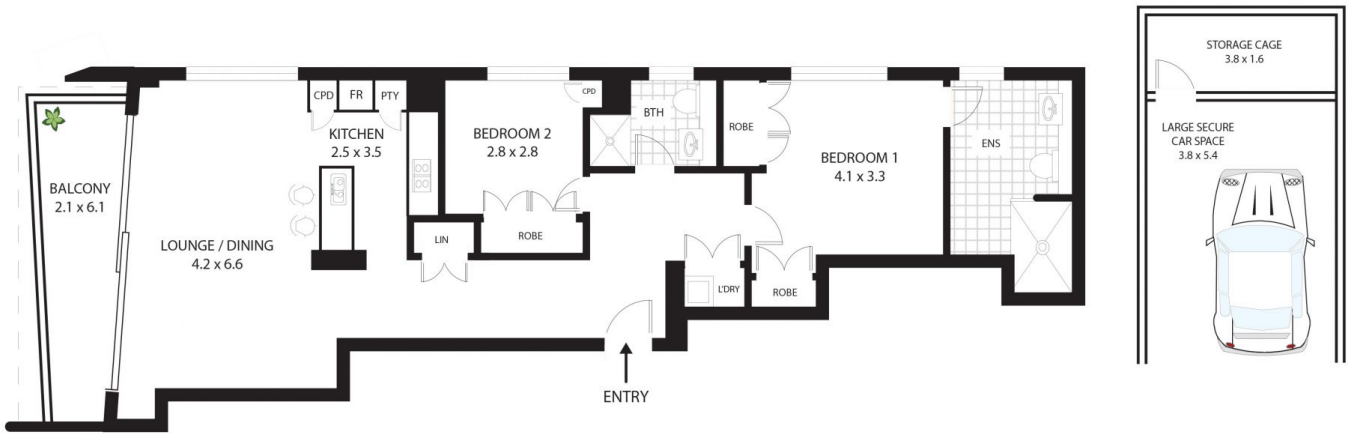 BALCONY
2.1 x 6.1
LOUNGE / DINING
4.2 x 6.6
CPD
FR
PTY
KITCHEN
2.5 x 3.5
LIN
BEDROOM 2
2.8 x 2.8
CPD
ROBE
BTH
ROBE
BEDROOM 1
4.1 x 3.3
ENS
L'DRY
ROBE
ENTRY
STORAGE CAGE
3.8 x 1.6
LARGE SECURE
CAR SPACE
3.8 x 5.4